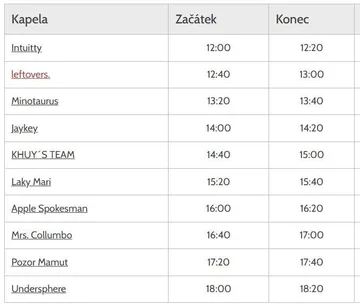 Kapela Začátek Konec
Intuitty 12:00 12:20
leftovers. 12:40 13:00
Minotaurus 13:20 13:40
Jaykey 14:00 14:20
KHUY´S TEAM 14:40 15:00
Laky Mari 15:20 15:40
Apple Spokesman 16:00 16:20
Mrs. Collumbo 16:40 17:00
Pozor Mamut 17:20 17:40
Undersphere 18:00 18:20